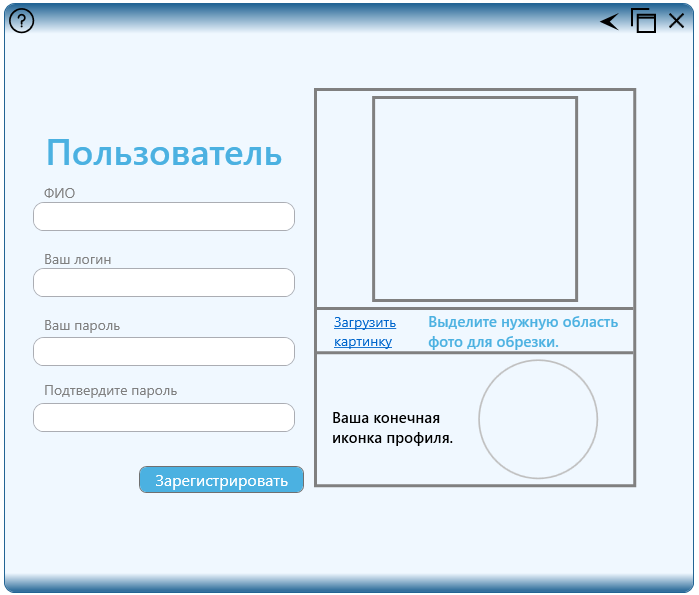 ?
Пользователь
ФИО
Ваш логин
Ваш пароль
Подтвердите пароль
Зарегистрировать
Загрузить
картинку
Выделите нужную область
фото для обрезки.
Ваша конечная
иконка профиля.